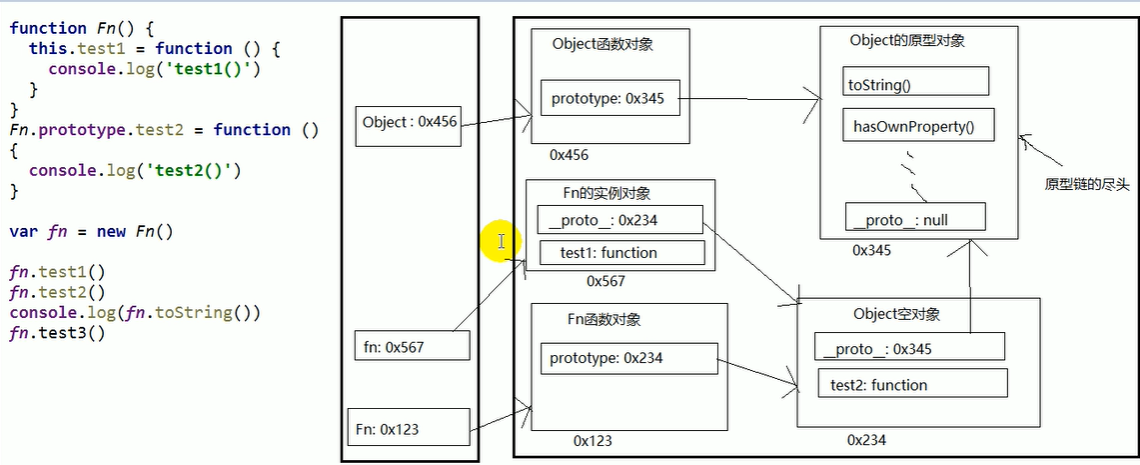 function Fn() {
this.test1 = function () {
console.log('test1()')
}
}
Fn.prototype.test2 = function ()
{
console.log('test2()')
}
var fn = new Fn()
fn.test1()
fn.test2()
console.log(fn.toString())
fn.test3()
Object : 0x456
fn: 0x567
Fn: 0x123
Object函数对象
prototype: 0x345
0x456
Fn的实例对象
__proto__: 0x234
test1: function
0x567
Fn函数对象
prototype: 0x234
0x123
Object的原型对象
toString()
hasOwnProperty()
__proto__: null
0x345
原型链的尽头
Object空对象
__proto__: 0x345
test2: function
0x234